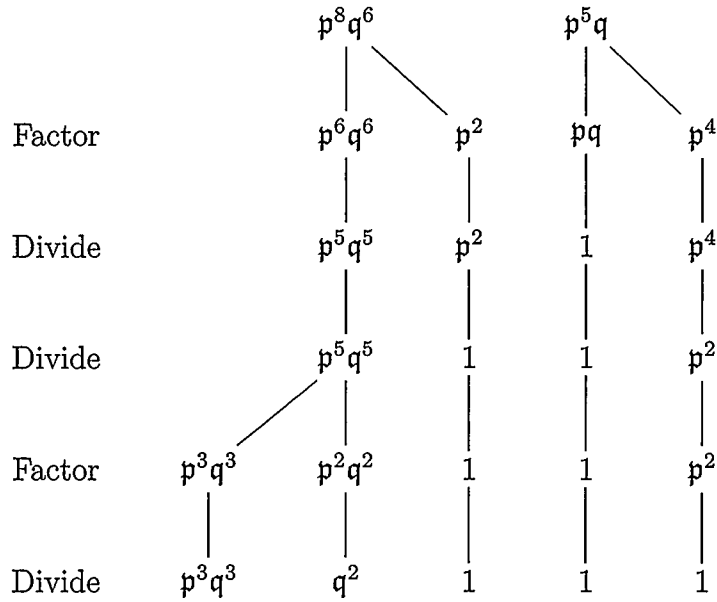 𝔭⁸𝔮⁶ 𝔭⁵𝔮
Factor 𝔭⁶𝔮⁶ 𝔭² 𝔭𝔮 𝔭⁴
Divide 𝔭⁵𝔮⁵ 𝔭² 1 𝔭⁴
Divide 𝔭⁵𝔮⁵ 1 1 𝔭²
Factor 𝔭³𝔮³ 𝔭²𝔮² 1 1 𝔭²
Divide 𝔭³𝔮³ 𝔮² 1 1 1